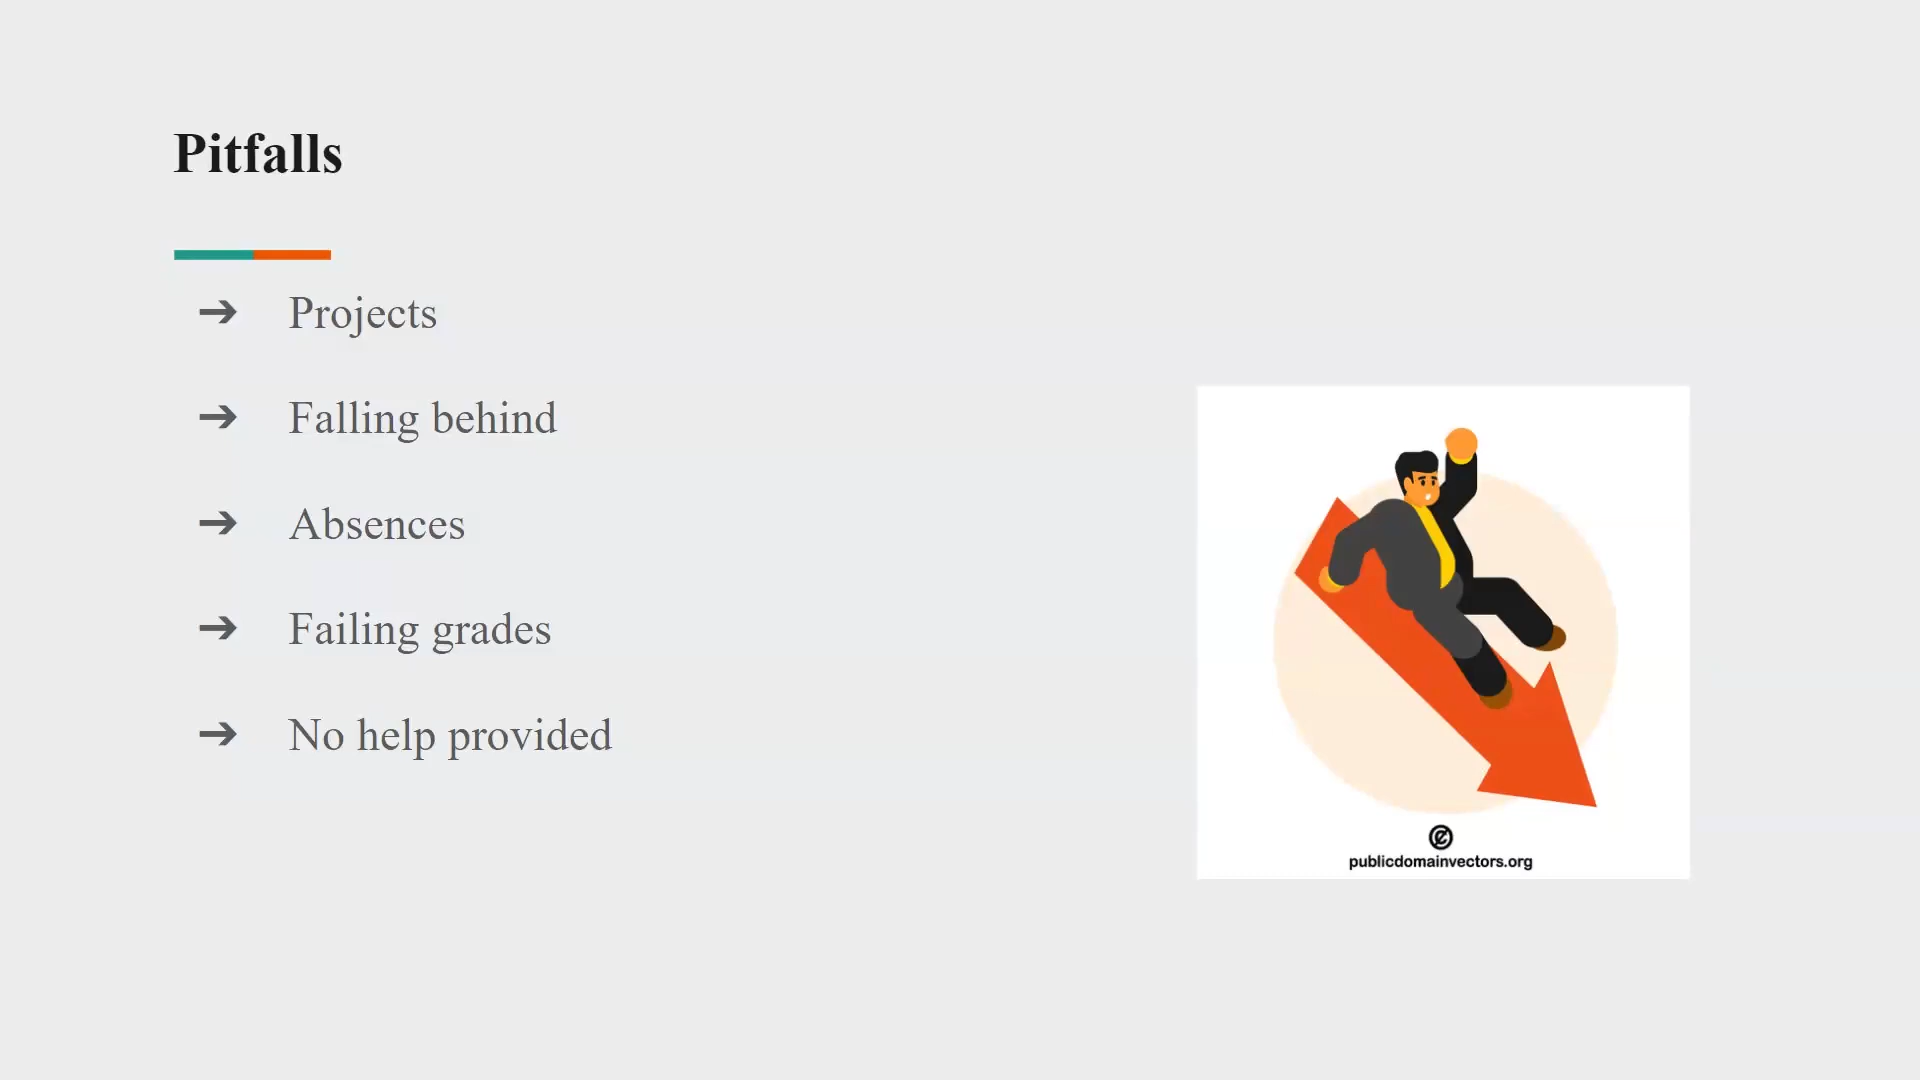 Pitfalls
➔ Projects
➔ Falling behind
➔ Absences
➔ Failing grades
➔ No help provided
publicdomainvectors.org